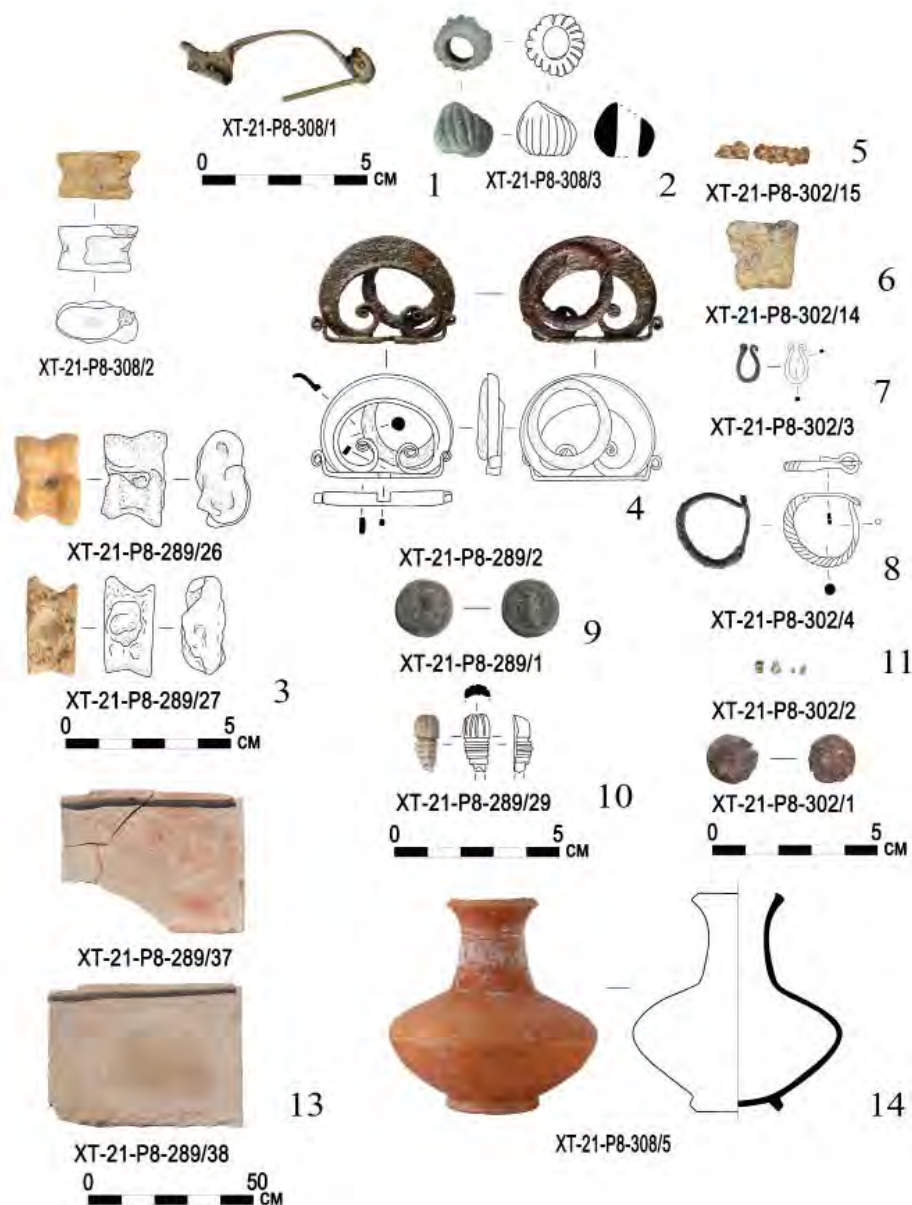 XT-21-P8-308/1
0 5
СМ
1
XT-21-P8-308/3
2
5
XT-21-P8-302/15
XT-21-P8-308/2
6
XT-21-P8-302/14
7
XT-21-P8-302/3
4
8
XT-21-P8-302/4
XT-21-P8-289/26
XT-21-P8-289/2
9
XT-21-P8-289/1
XT-21-P8-289/27
3
0 5
СМ
11
XT-21-P8-302/2
XT-21-P8-289/29
10
0 5
СМ
XT-21-P8-302/1
0 5
СМ
XT-21-P8-289/37
13
XT-21-P8-289/38
0 50
СМ
14
XT-21-P8-308/5